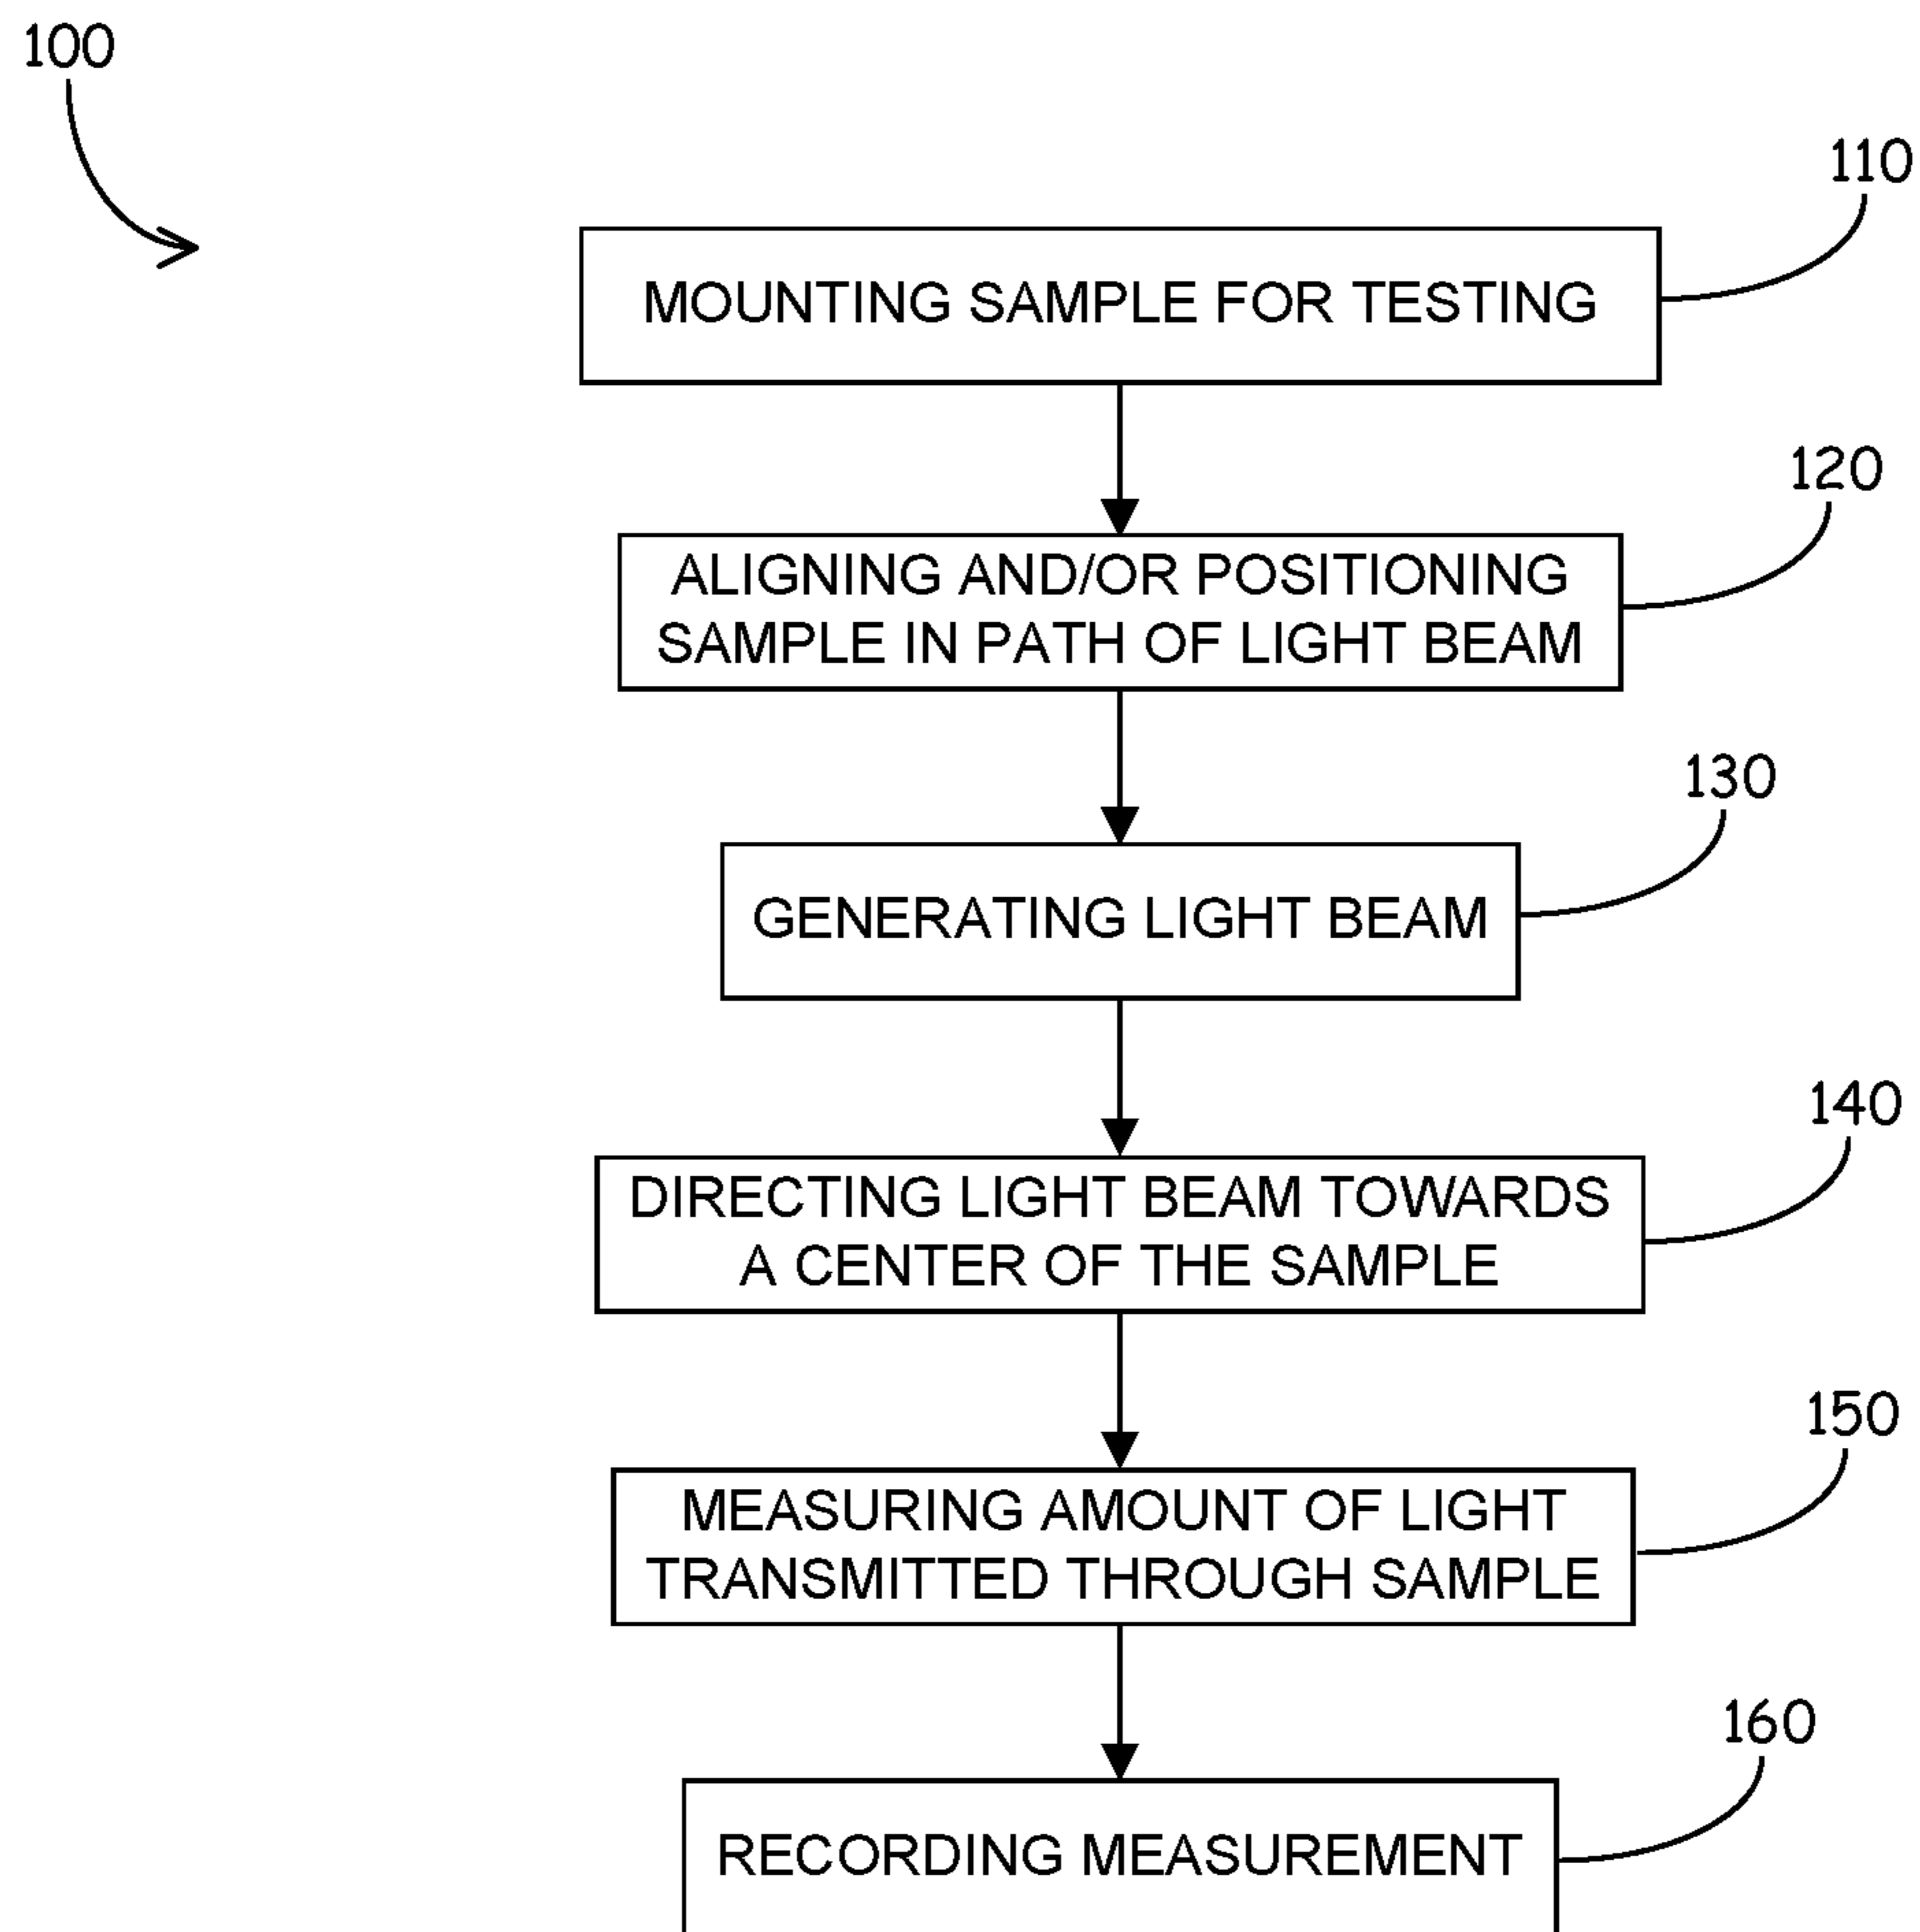 100
110
MOUNTING SAMPLE FOR TESTING
120
ALIGNING AND/OR POSITIONING
SAMPLE IN PATH OF LIGHT BEAM
130
GENERATING LIGHT BEAM
140
DIRECTING LIGHT BEAM TOWARDS
A CENTER OF THE SAMPLE
150
MEASURING AMOUNT OF LIGHT
TRANSMITTED THROUGH SAMPLE
160
RECORDING MEASUREMENT